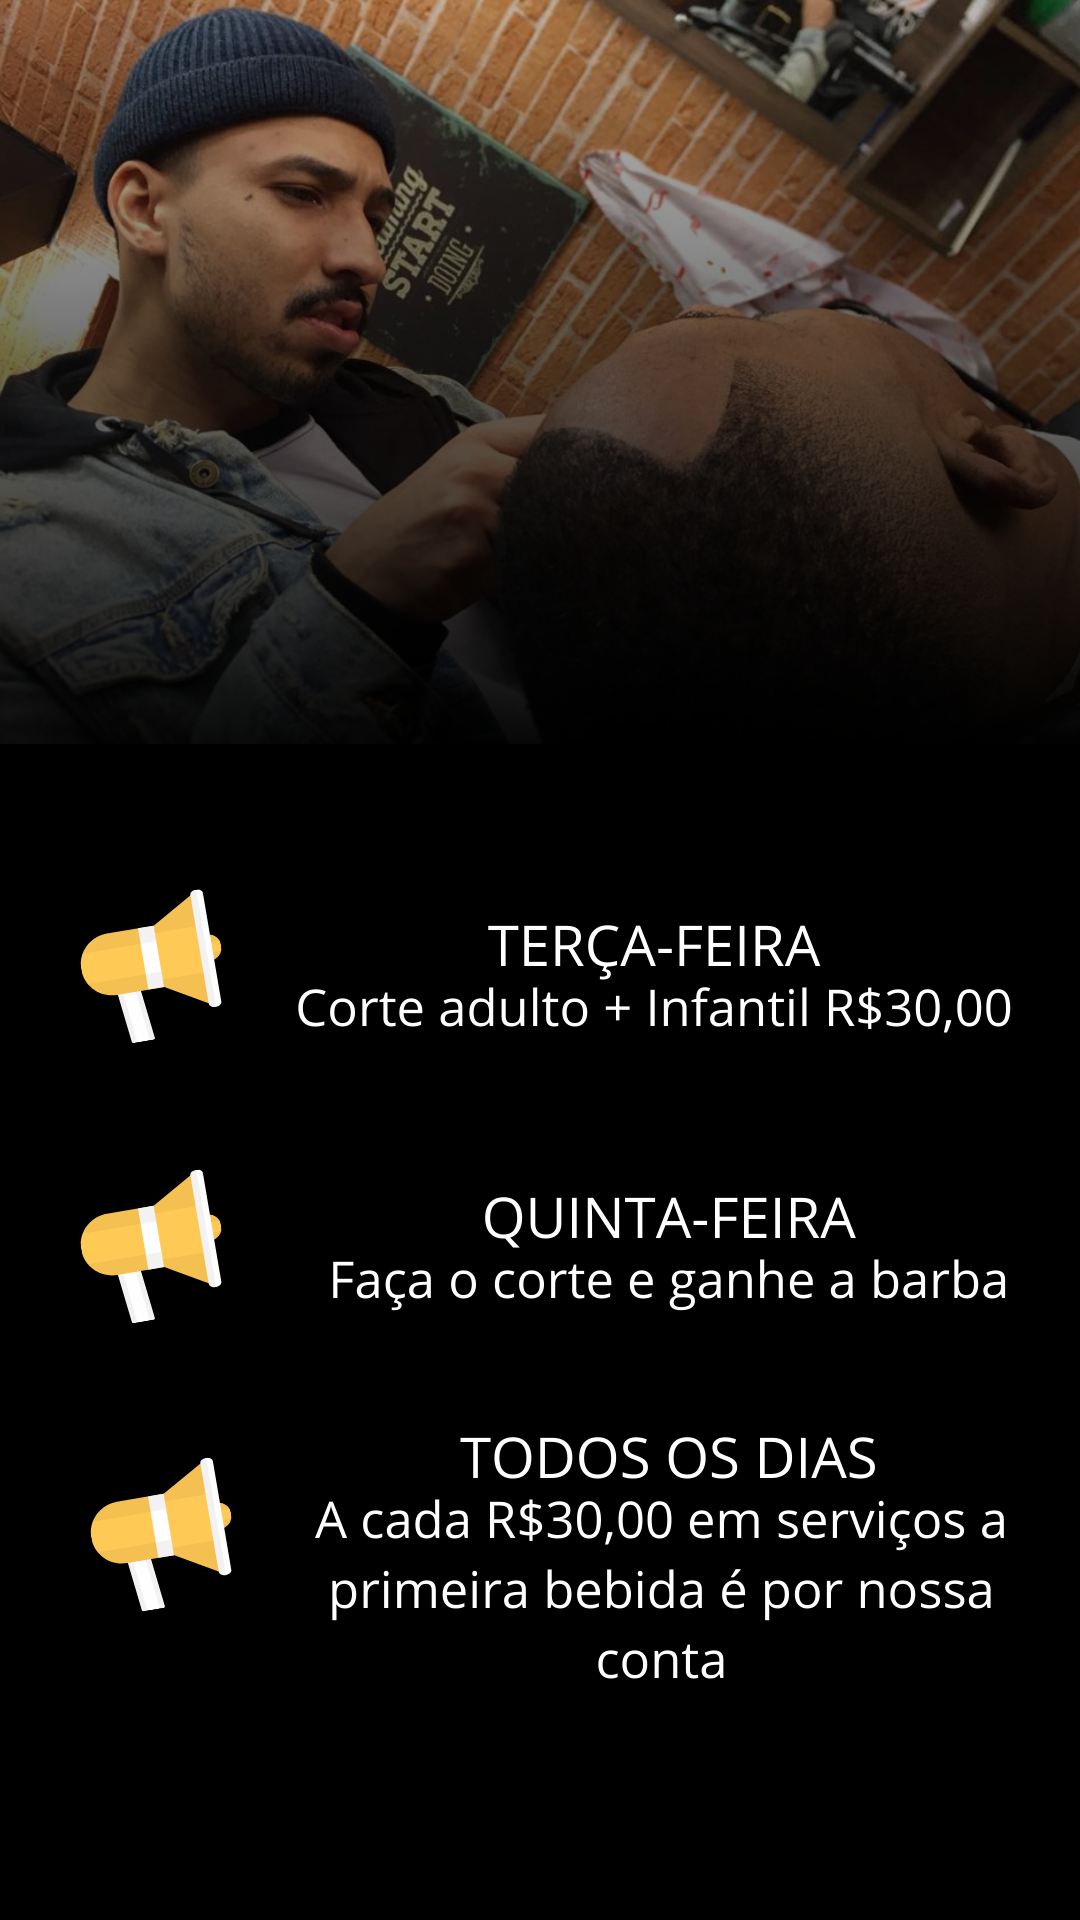 START
DOING
TERÇA-FEIRA
Corte adulto + Infantil R$30,00
QUINTA-FEIRA
Faça o corte e ganhe a barba
TODOS OS DIAS
A cada R$30,00 em serviços a
primeira bebida é por nossa
conta